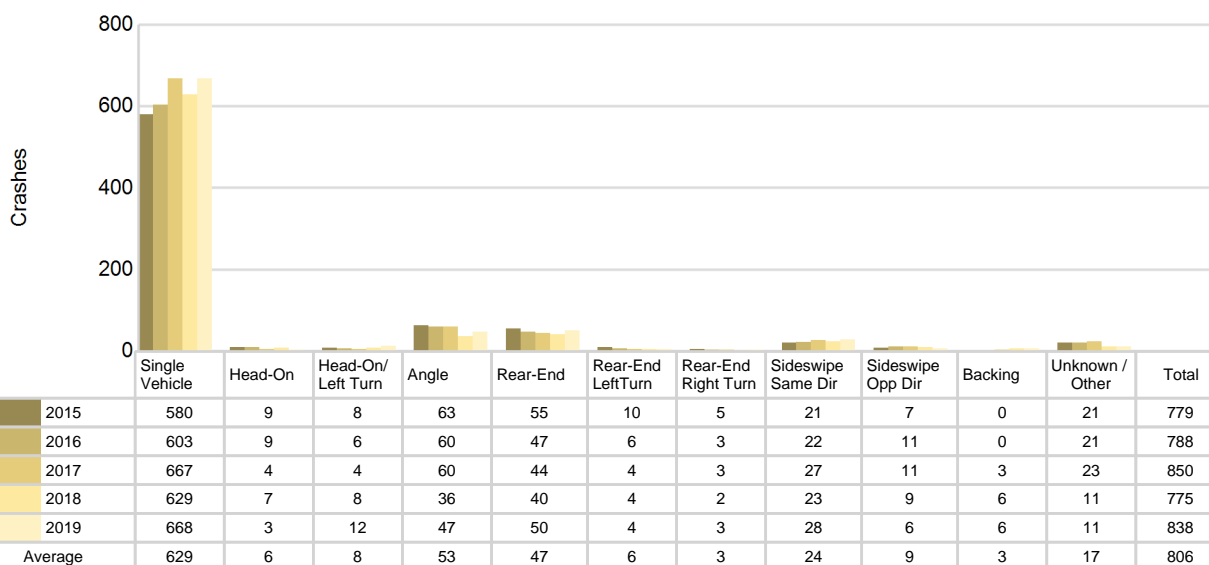 800
600
400
200
0
Crashes
Single Vehicle Head-On Head-On/ Left Turn Angle Rear-End Rear-End LeftTurn Rear-End Right Turn Sideswipe Same Dir Sideswipe Opp Dir Backing Unknown / Other Total
2015 580 9 8 63 55 10 5 21 7 0 21 779
2016 603 9 6 60 47 6 3 22 11 0 21 788
2017 667 4 4 60 44 4 3 27 11 3 23 850
2018 629 7 8 36 40 4 2 23 9 6 11 775
2019 668 3 12 47 50 4 3 28 6 6 11 838
Average 629 6 8 53 47 6 3 24 9 3 17 806